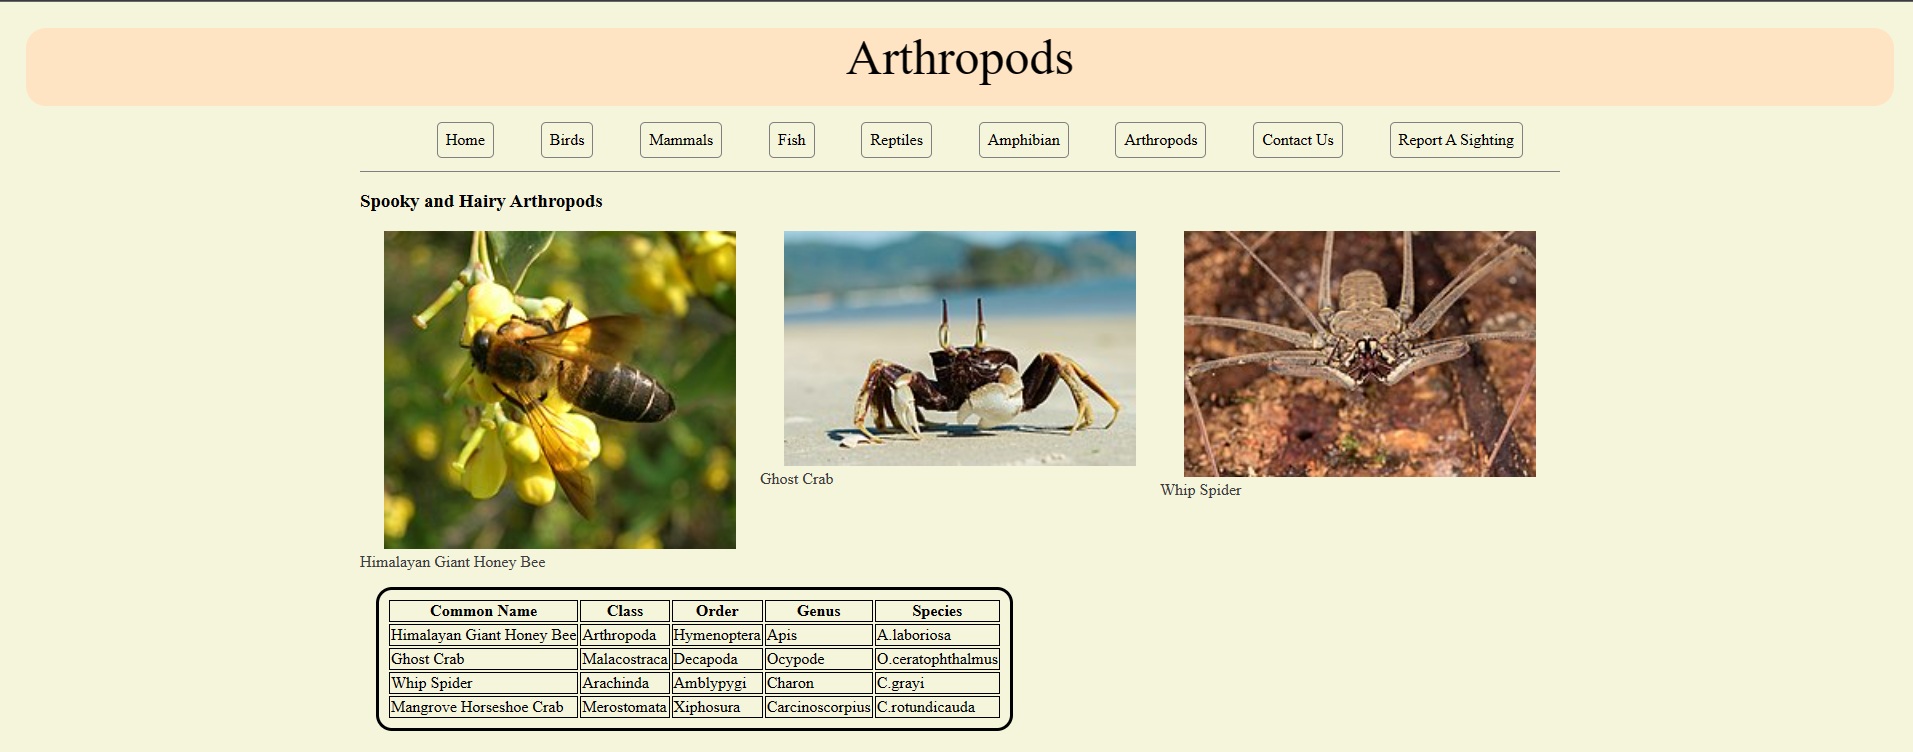 Arthropods
Home Birds Mammals Fish Reptiles Amphibian Arthropods Contact Us Report A Sighting
Spooky and Hairy Arthropods
Ghost Crab
Whip Spider
Himalayan Giant Honey Bee
Common Name Class Order Genus Species
Himalayan Giant Honey Bee Arthropoda Hymenoptera Apis A.laboriosa
Ghost Crab Malacostraca Decapoda Ocypode O.ceratophthalmus
Whip Spider Arachinda Amblypygi Charon C.grayi
Mangrove Horseshoe Crab Merostomata Xiphosura Carcinoscorpius C.rotundicauda